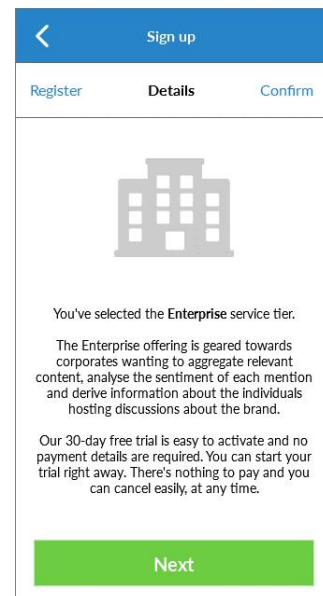 Sign up
Register Details Confirm
You've selected the Enterprise service tier.
The Enterprise offering is geared towards
corporates wanting to aggregate relevant
content, analyse the sentiment of each mention
and derive information about the individuals
hosting discussions about the brand.
Our 30-day free trial is easy to activate and no
payment details are required. You can start your
trial right away. There's nothing to pay and you
can cancel easily, at any time.
Next